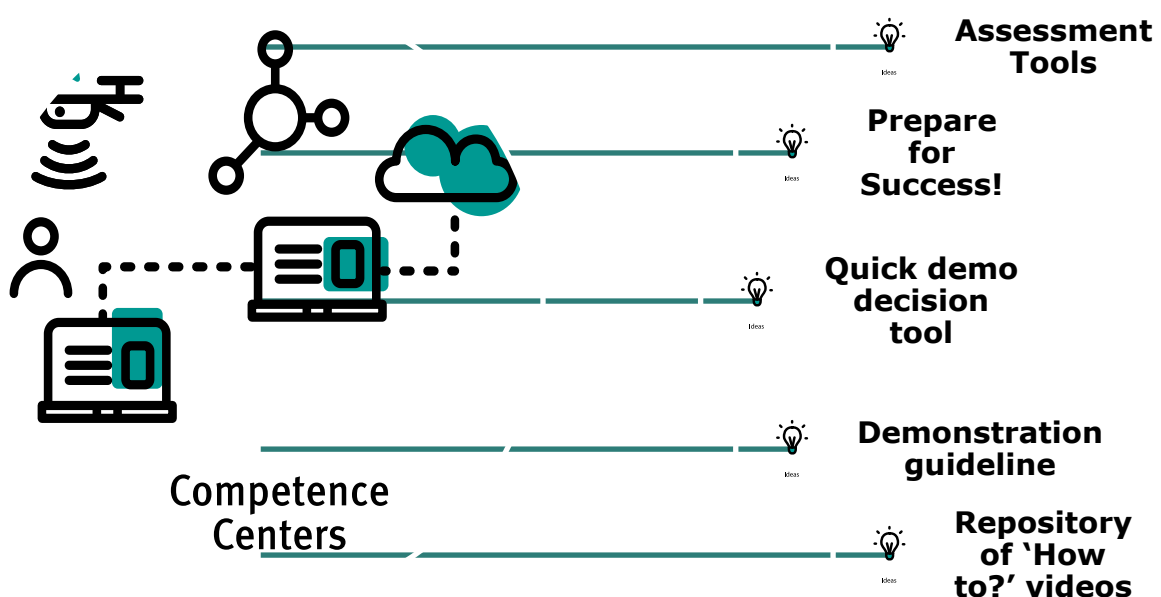 Assessment
Tools
Ideas
Prepare
for
Success!
Ideas
Quick demo
decision
tool
Ideas
Demonstration
guideline
Ideas
Competence
Centers
Repository
of ‘How
to?’ videos
Ideas